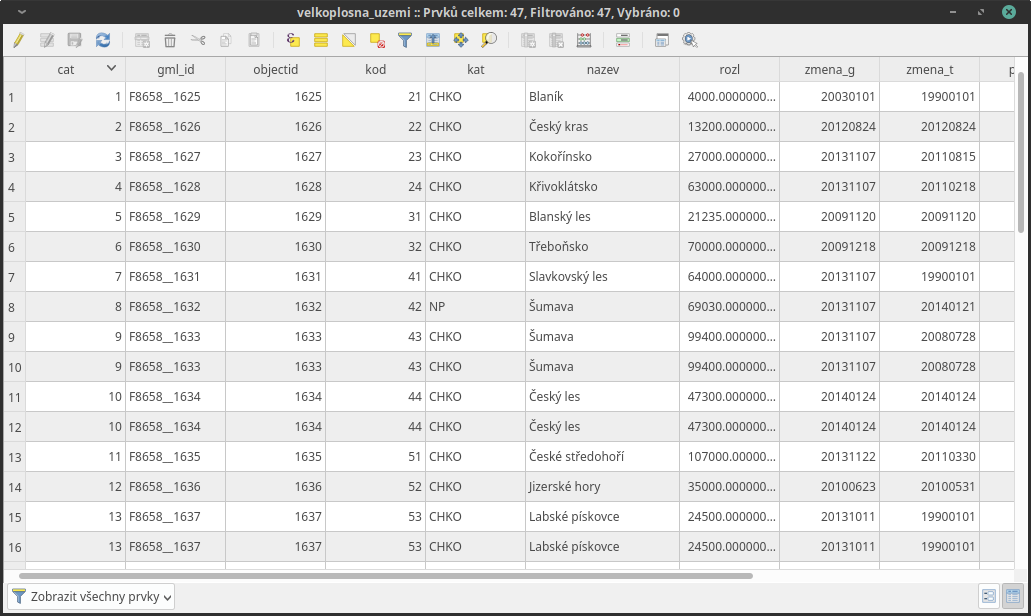 velkoplosna_uzemi :: Prvků celkem: 47, Filtrováno: 47, Vybráno: 0
cat gml_id objectid kod kat nazev rozl zmena_g zmena_t p
1 1 F8658__1625 1625 21 CHKO Blaník 4000.0000000... 20030101 19900101
2 2 F8658__1626 1626 22 CHKO Český kras 13200.000000... 20120824 20120824
3 3 F8658__1627 1627 23 CHKO Kokořínsko 27000.000000... 20131107 20110815
4 4 F8658__1628 1628 24 CHKO Křivoklátsko 63000.000000... 20131107 20110218
5 5 F8658__1629 1629 31 CHKO Blanský les 21235.000000... 20091120 20091120
6 6 F8658__1630 1630 32 CHKO Třeboňsko 70000.000000... 20091218 20091218
7 7 F8658__1631 1631 41 CHKO Slavkovský les 64000.000000... 20131107 19900101
8 8 F8658__1632 1632 42 NP Šumava 69030.000000... 20131107 20140121
9 9 F8658__1633 1633 43 CHKO Šumava 99400.000000... 20131107 20080728
10 9 F8658__1633 1633 43 CHKO Šumava 99400.000000... 20131107 20080728
11 10 F8658__1634 1634 44 CHKO Český les 47300.000000... 20140124 20140124
12 10 F8658__1634 1634 44 CHKO Český les 47300.000000... 20140124 20140124
13 11 F8658__1635 1635 51 CHKO České středohoří 107000.00000... 20131122 20110330
14 12 F8658__1636 1636 52 CHKO Jizerské hory 35000.000000... 20100623 20100531
15 13 F8658__1637 1637 53 CHKO Labské pískovce 24500.000000... 20131011 19900101
16 13 F8658__1637 1637 53 CHKO Labské pískovce 24500.000000... 20131011 19900101
Zobrazit všechny prvky